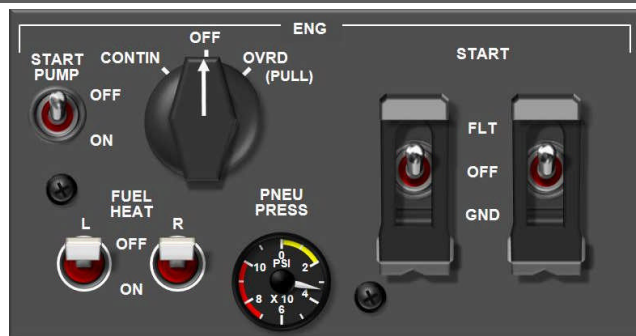 ENG
OFF
CONTIN
OVRD
(PULL)
START
PUMP
OFF
ON
START
FLT
OFF
GND
FUEL
HEAT
L
R
OFF
ON
PNEU
PRESS
0
PSI
10
2
4
8
X 10
6